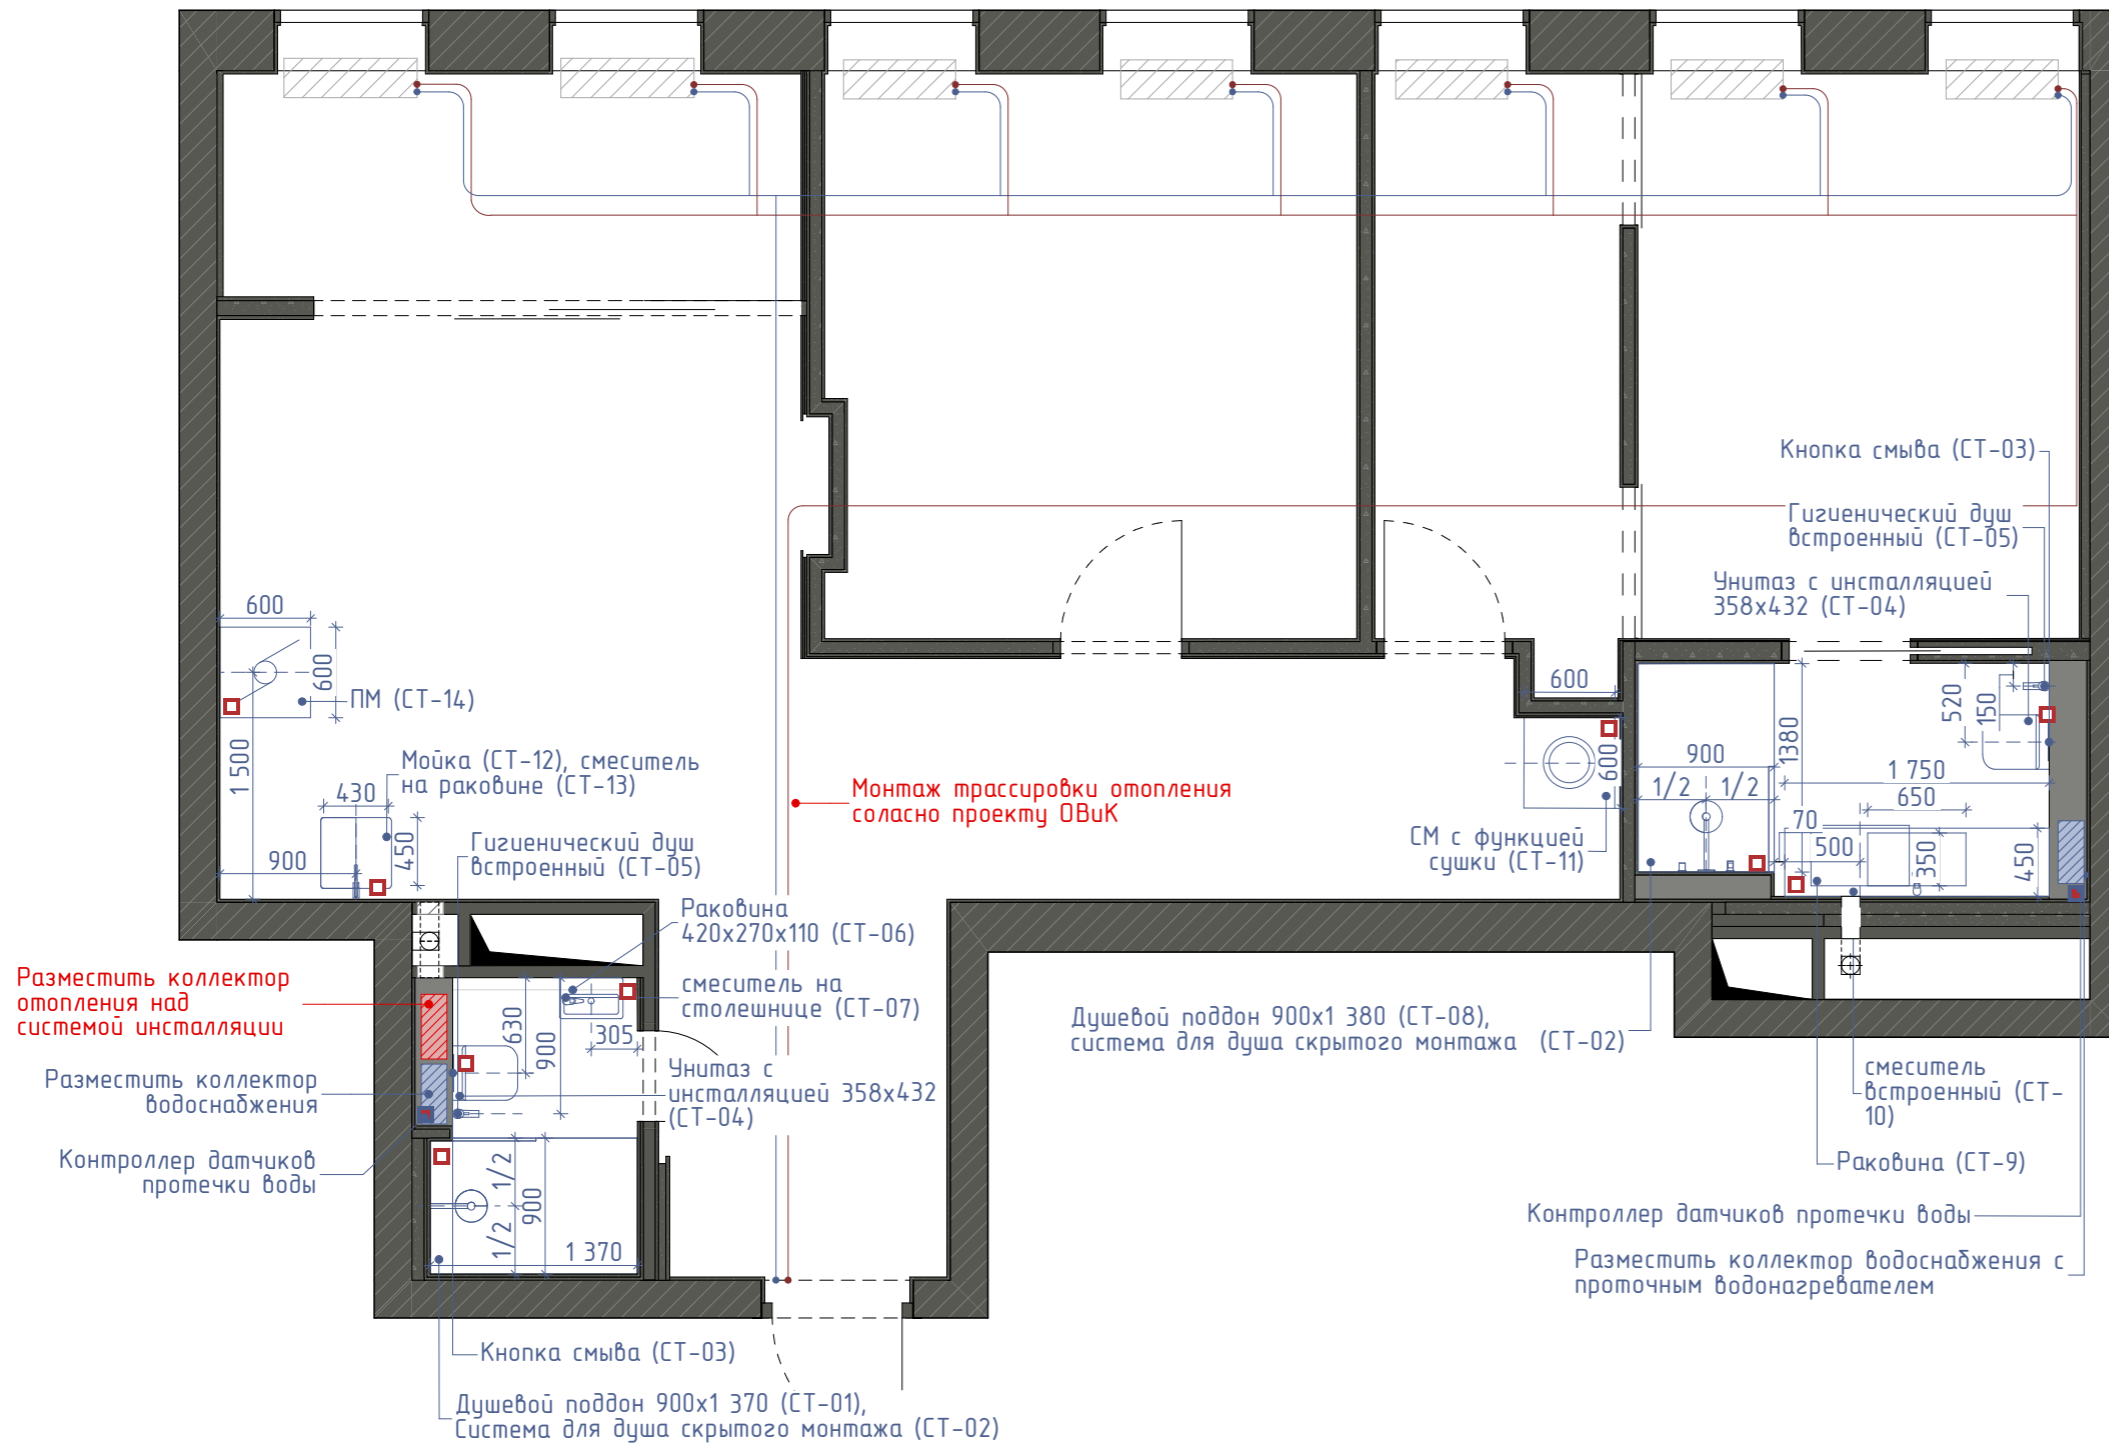 Кнопка смыва (СТ-03)
Гигиенический душ
встроенный (СТ-05)
Унитаз с инсталляцией
358х432 (СТ-04)
600
600
ПМ (СТ-14)
1 500
Мойка (СТ-12), смеситель
на раковине (СТ-13)
430
450
900
Гигиенический душ
встроенный (СТ-05)
Монтаж трассировки отопления
соласно проекту ОВиК
600
600
СМ с функцией
сушки (СТ-11)
900
1/2
1/2
1380
520
150
1 750
650
70
500
350
450
Раковина
420х270х110 (СТ-06)
смеситель на
столешнице (СТ-07)
Разместить коллектор
отопления над
системой инсталляции
630
900
305
Унитаз с
инсталляцией 358х432
(СТ-04)
Разместить коллектор
водоснабжения
Контроллер датчиков
протечки воды
1/2
1/2
900
1 370
Душевой поддон 900х1 380 (СТ-08),
система для душа скрытого монтажа (СТ-02)
смеситель
встроенный (СТ-
10)
Раковина (СТ-9)
Контроллер датчиков протечки воды
Разместить коллектор водоснабжения с
проточным водонагревателем
Кнопка смыва (СТ-03)
Душевой поддон 900х1 370 (СТ-01),
Система для душа скрытого монтажа (СТ-02)